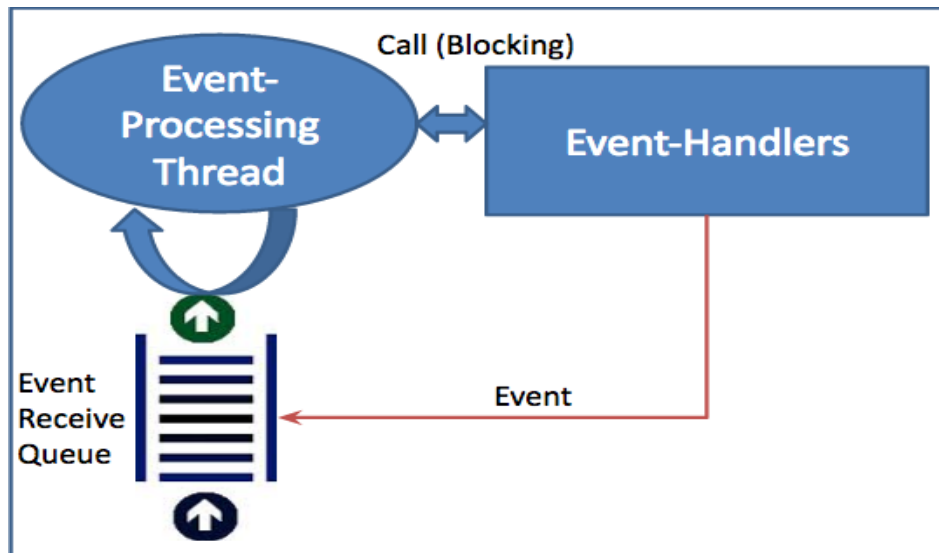 Call (Blocking)
Event-
Processing
Thread
Event-Handlers
Event
Receive
Queue
Event